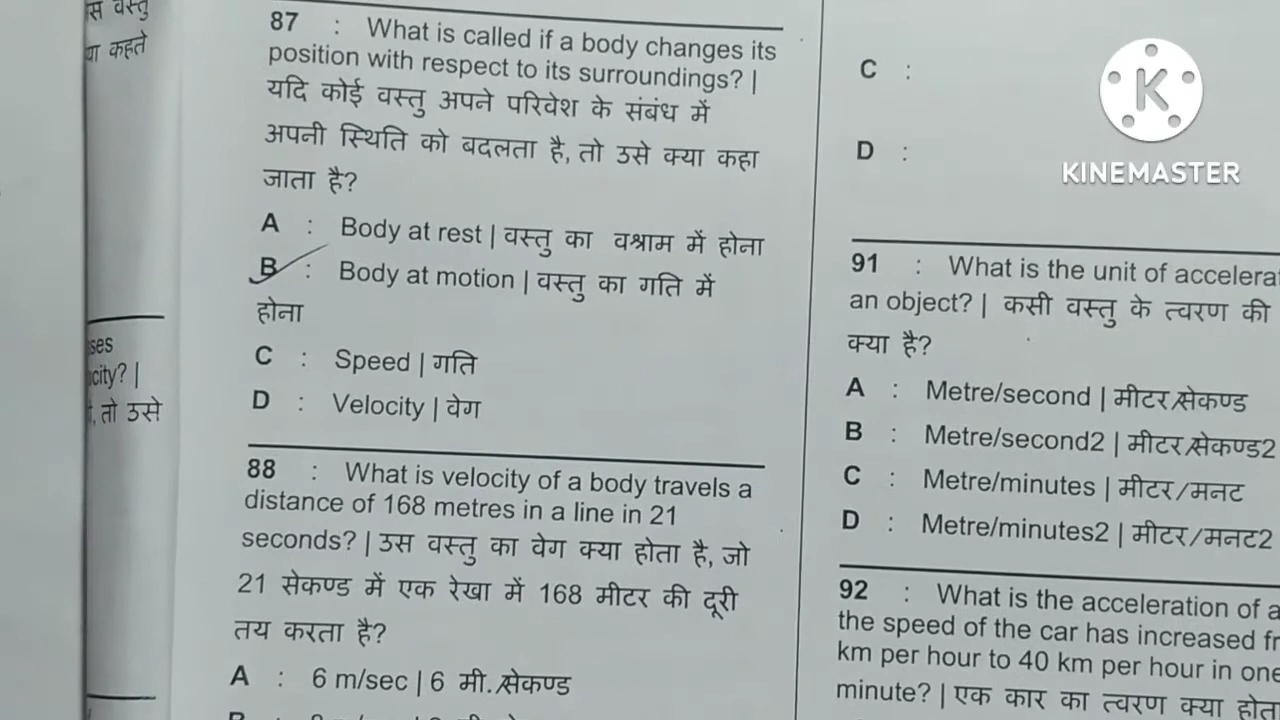 स वस्तु
कहते
87 : What is called if a body changes its
position with respect to its surroundings? |
यदि कोई वस्तु अपने परिवेश के संबंध में
अपनी स्थिति को बदलता है, तो उसे क्या कहा
जाता है?
A : Body at rest | वस्तु का वश्राम में होना
B : Body at motion | वस्तु का गति में
होना
C : Speed | गति
D : Velocity | वेग
city? |
, तो उसे
88 : What is velocity of a body travels a
distance of 168 metres in a line in 21
seconds? | उस वस्तु का वेग क्या होता है, जो
21 सेकण्ड में एक रेखा में 168 मीटर की दूरी
तय करता है?
A : 6 m/sec | 6 मी./सेकण्ड
C :
D :
91 : What is the unit of
an object? | कसी वस्तु के त्वरण की
क्या है?
A : Metre/second | मीटर/सेकण्ड
B : Metre/second2 | मीटर/सेकण्ड2
C : Metre/minutes | मीटर/मनट
D : Metre/minutes2 | मीटर/मनट2
92 : What is the acceleration of a
the speed of the car has increased
km per hour to 40 km per hour in one
minute? | एक कार का त्वरण क्या
K
KINEMASTER